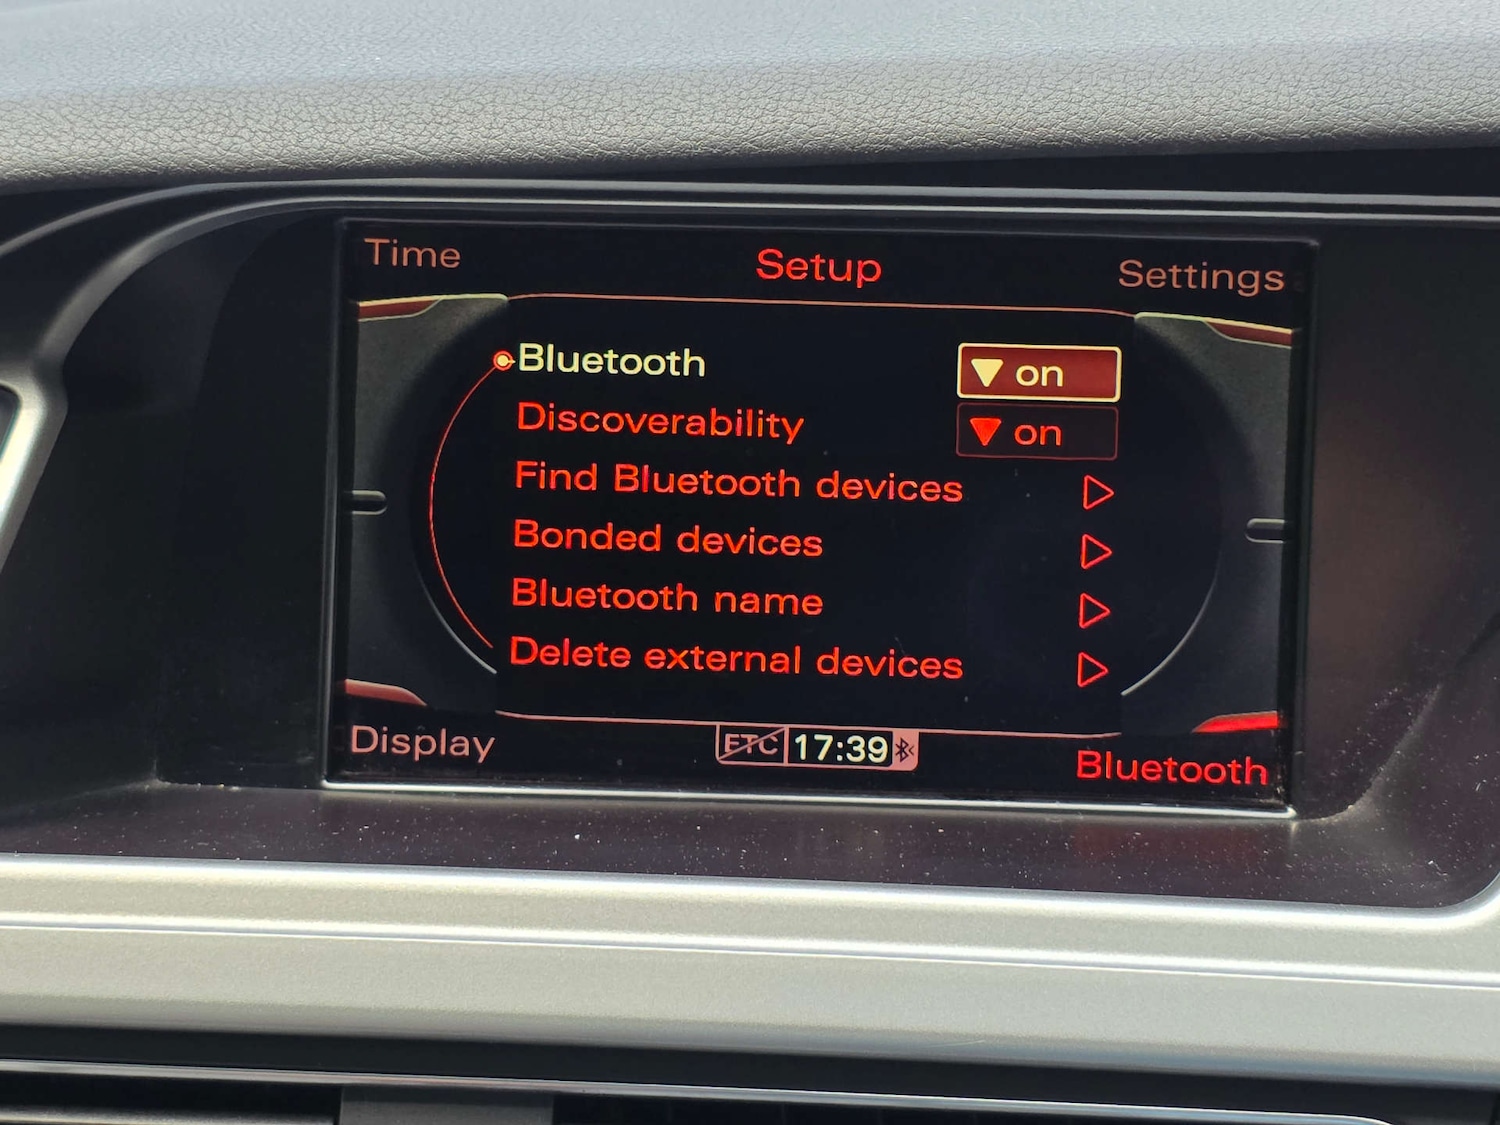 Time Setup Settings
Bluetooth on
Discoverability on
Find Bluetooth devices
Bonded devices
Bluetooth name
Delete external devices
Display ETC 17:39 Bluetooth